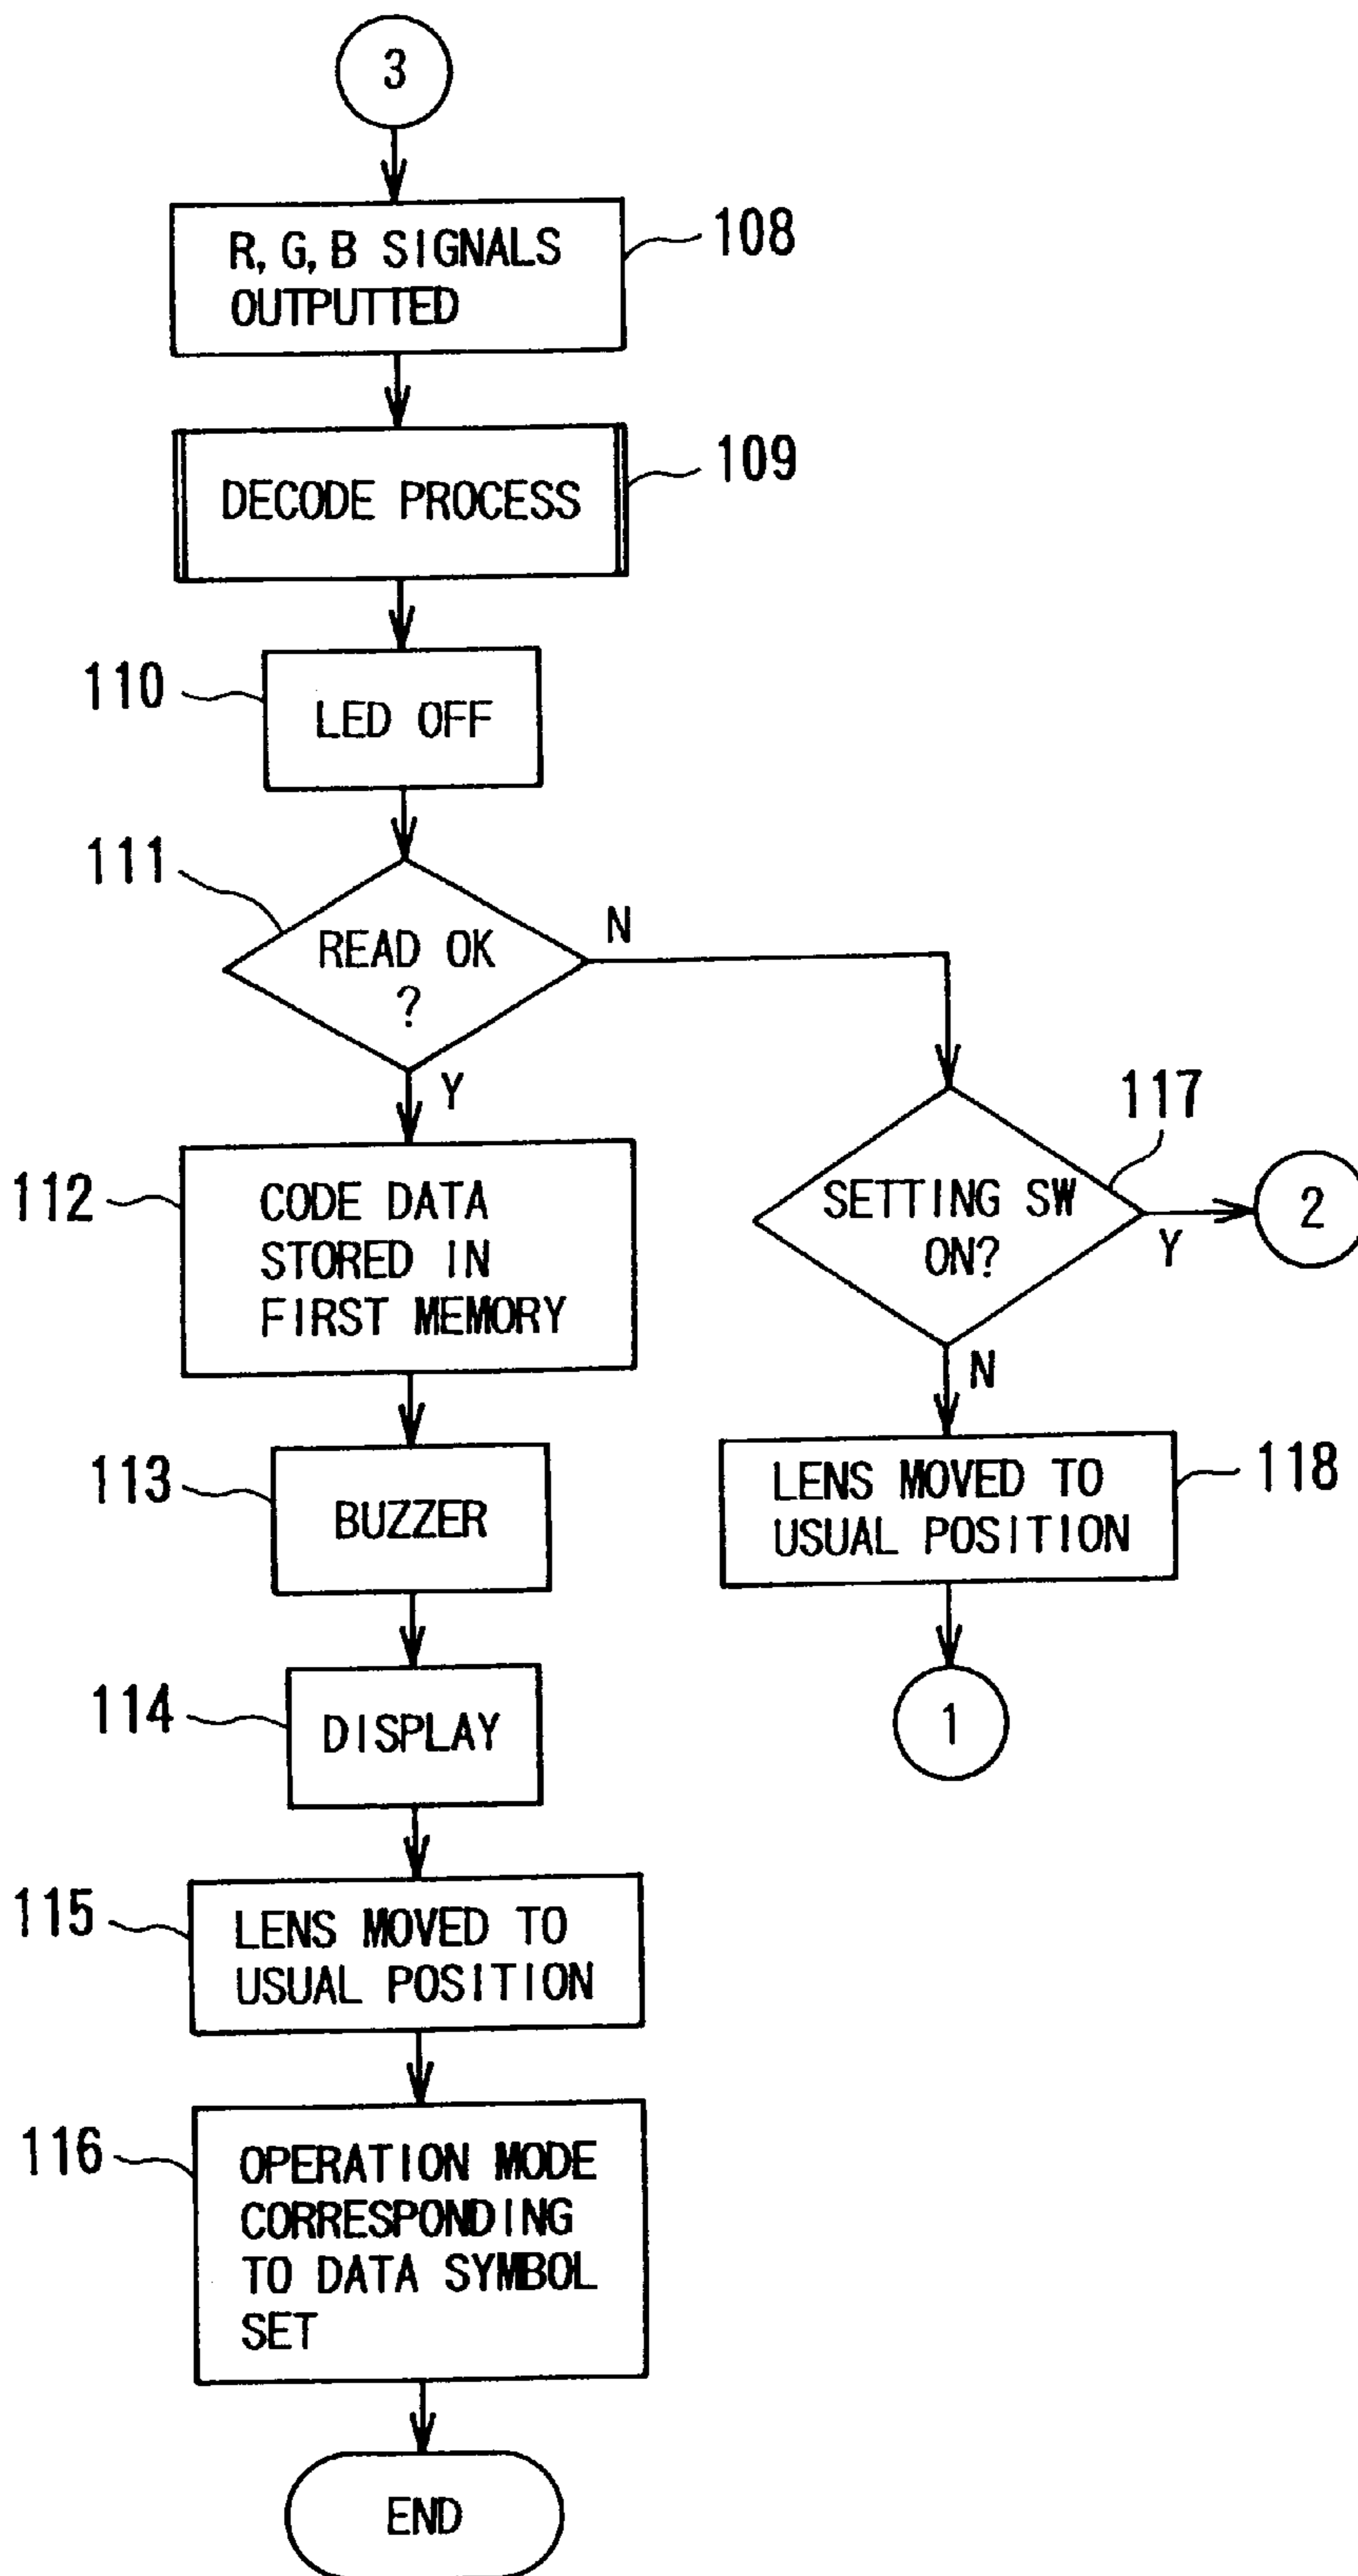 3
R, G, B SIGNALS
OUTPUTTED
108
DECODE PROCESS
109
110
LED OFF
111
READ OK
?
N
Y
112
CODE DATA
STORED IN
FIRST MEMORY
117
SETTING SW
ON?
Y
2
N
113
BUZZER
LENS MOVED TO
USUAL POSITION
118
114
DISPLAY
1
115
LENS MOVED TO
USUAL POSITION
116
OPERATION MODE
CORRESPONDING
TO DATA SYMBOL
SET
END